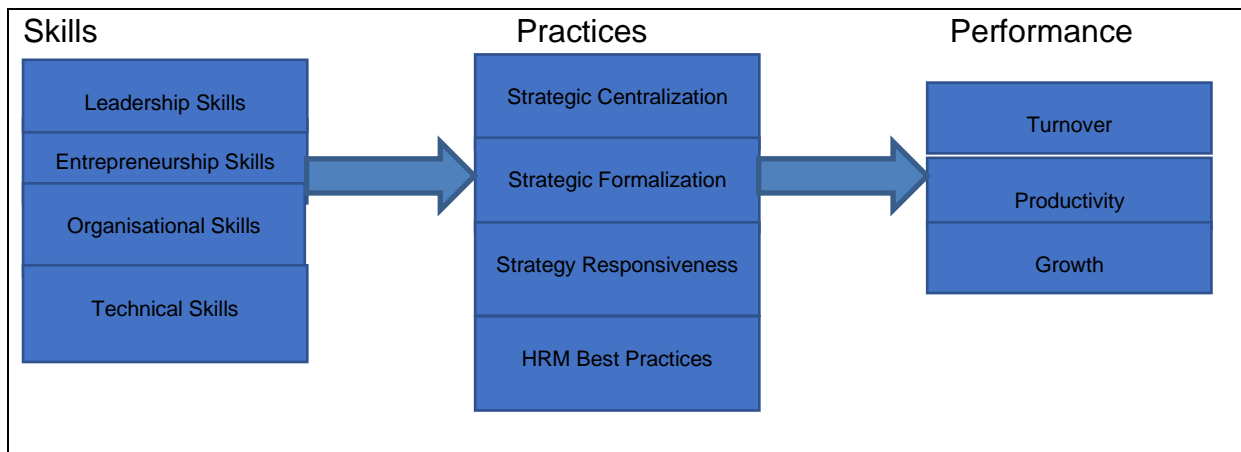 Skills
Leadership Skills
Entrepreneurship Skills
Organisational Skills
Technical Skills
Practices
Strategic Centralization
Strategic Formalization
Strategy Responsiveness
HRM Best Practices
Performance
Turnover
Productivity
Growth